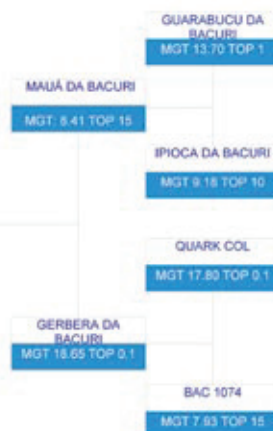 GUARABUCU DA
BACURI
MGT 13.70 TOP 1
MAUÁ DA BACURI
MGT: 8.41 TOP 15
IPIOCA DA BACURI
MGT 9.18 TOP 10
QUARK COL
MGT 17.80 TOP 0.1
GERBERA DA
BACURI
MGT 18.65 TOP 0.1
BAC 1074
MGT 7.93 TOP 15